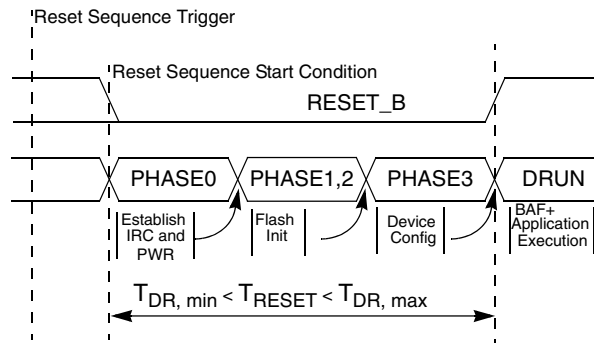 Reset Sequence Trigger
Reset Sequence Start Condition
RESET_B
PHASE0
PHASE1,2
PHASE3
DRUN
Establish
IRC and
PWR
Flash
Init
Device
Config
BAF+
Application
Execution
TDR, min < TRESET < TDR, max